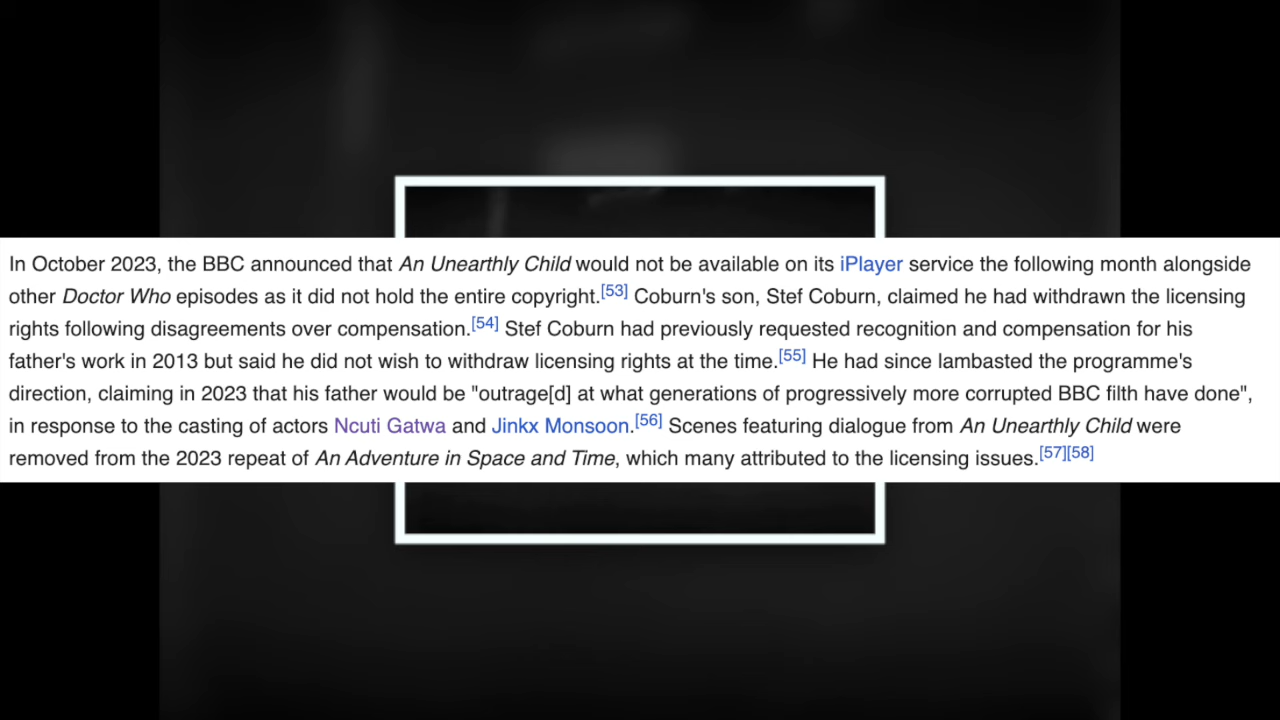 In October 2023, the BBC announced that An Unearthly Child would not be available on its iPlayer service the following month alongside
other Doctor Who episodes as it did not hold the entire copyright.[53] Coburn's son, Stef Coburn, claimed he had withdrawn the licensing
rights following disagreements over compensation.[54] Stef Coburn had previously requested recognition and compensation for his
father's work in 2013 but said he did not wish to withdraw licensing rights at the time.[55] He had since lambasted the programme's
direction, claiming in 2023 that his father would be "outrage[d] at what generations of progressively more corrupted BBC filth have done",
in response to the casting of actors Ncuti Gatwa and Jinkx Monsoon.[56] Scenes featuring dialogue from An Unearthly Child were
removed from the 2023 repeat of An Adventure in Space and Time, which many attributed to the licensing issues.[57][58]